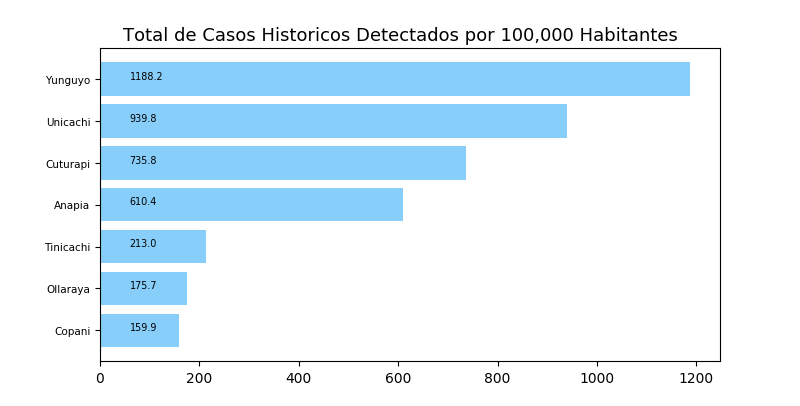 Total de Casos Historicos Detectados por 100,000 Habitantes
Yunguyo 1188.2
Unicachi 939.8
Cuturapi 735.8
Anapia 610.4
Tinicachi 213.0
Ollaraya 175.7
Copani 159.9
0 200 400 600 800 1000 1200